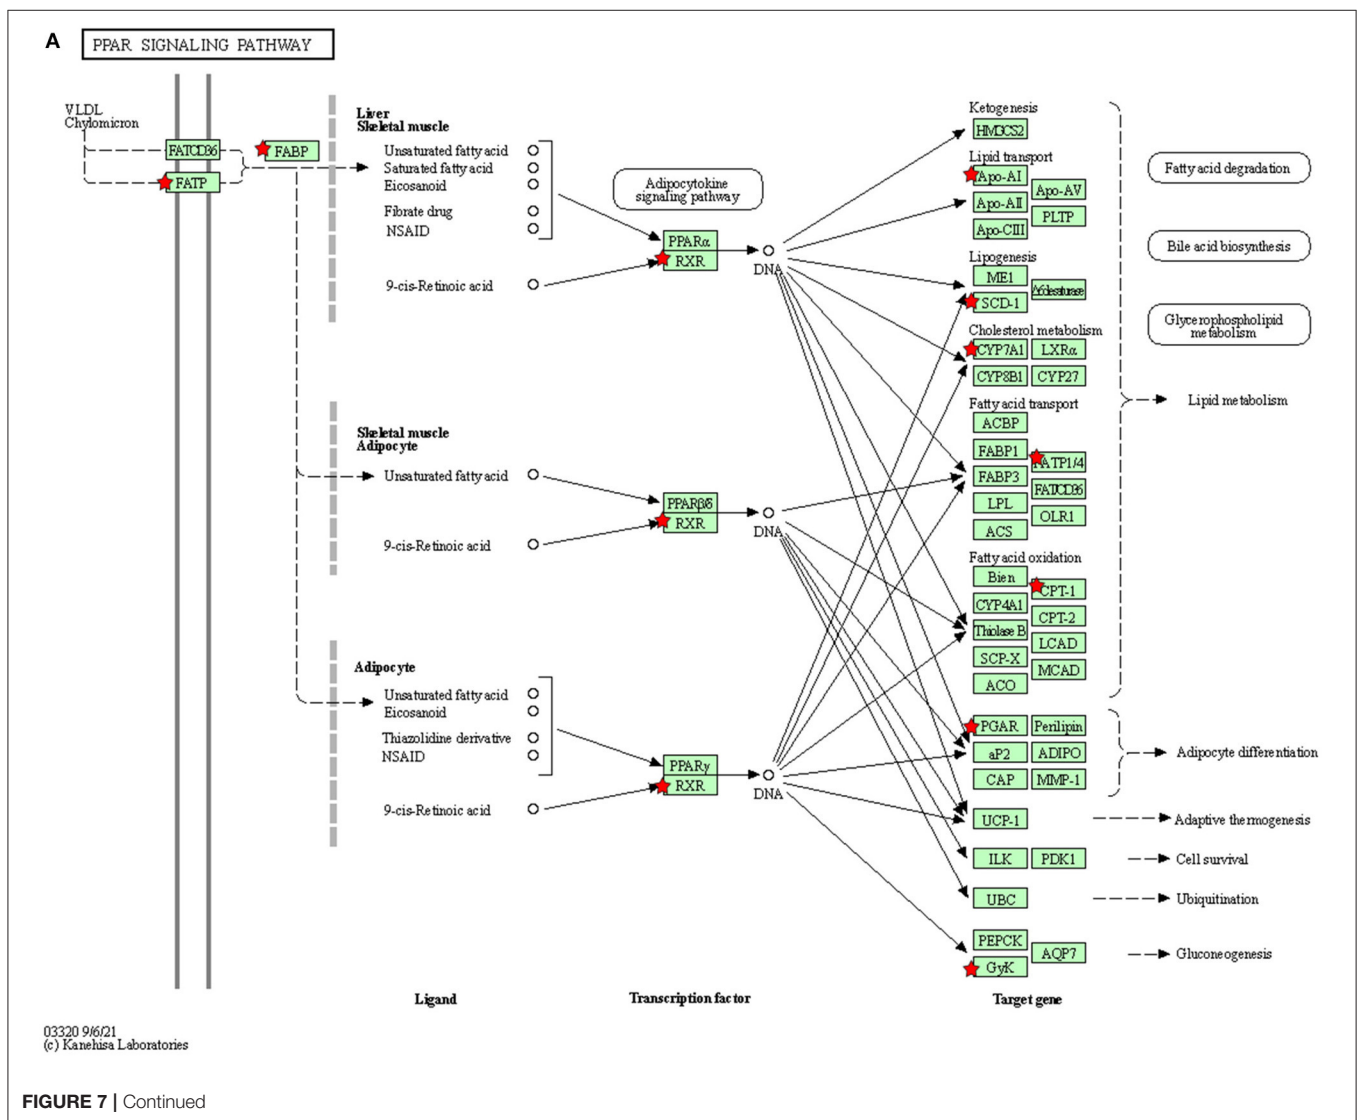 A
PPAR SIGNALING PATHWAY
VLDL
Chylomicron
FAT/CD36
FATP
FABP
Liver
Skeletal muscle
Unsaturated fatty acid
Saturated fatty acid
Eicosanoid
Fibrate drug
NSAID
9-cis-Retinoic acid
Adipocytokine
signaling pathway
PPARα
RXR
DNA
Skeletal muscle
Adipocyte
Unsaturated fatty acid
9-cis-Retinoic acid
PPARβ/δ
RXR
DNA
Adipocyte
Unsaturated fatty acid
Eicosanoid
Thiazolidine derivative
NSAID
9-cis-Retinoic acid
PPARγ
RXR
DNA
Ketogenesis
HMGCS2
Lipid transport
Apo-AI
Apo-AII
Apo-CIII
Apo-AV
PLTP
Lipogenesis
ME1
SCD-1
Δ6desaturase
Cholesterol metabolism
CYP7A1 LXRα
CYP8B1 CYP27
Fatty acid transport
ACBP
FABP1
FABP3
LPL
ACS
FATP1/4
FAT/CD36
OLR1
Fatty acid oxidation
Bien
CYP4A1
Thiolase B
SCP-X
ACO
CPT-1
CPT-2
LCAD
MCAD
PGAR Perilipin
aP2 ADIPO
CAP MMP-1
UCP-1
ILK PDK1
UBC
PEPCK
GyK
AQP7
Fatty acid degradation
Bile acid biosynthesis
Glycerophospholipid
metabolism
Lipid metabolism
Adipocyte differentiation
Adaptive thermogenesis
Cell survival
Ubiquitination
Gluconeogenesis
Ligand
Transcription factor
Target gene
03320 9/6/21
(c) Kanehisa Laboratories
FIGURE 7 | Continued